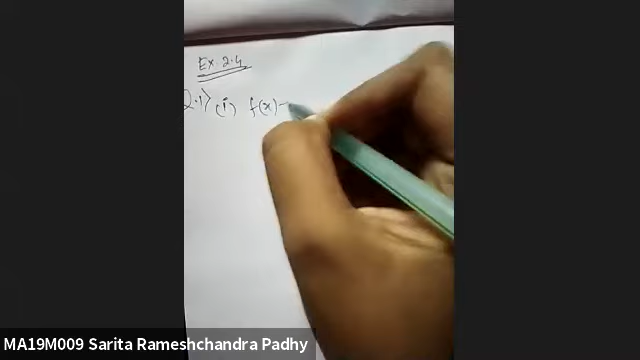 Ex. 2.4
Q.1) (i) f(x)
MA19M009 Sarita Rameshchandra Padhy